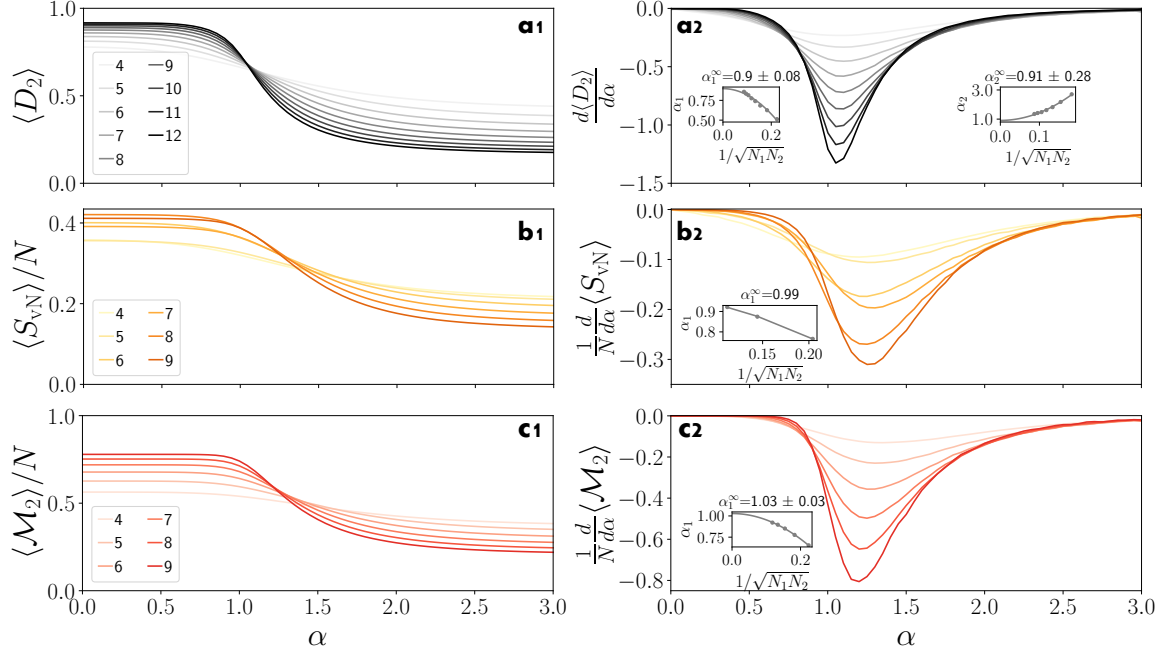 a1
1.0
0.5
0.0
⟨D₂⟩
4 9
5 10
6 11
7 12
8
a2
0.0
−0.5
−1.0
−1.5
d⟨D₂⟩/dα
α₁^∞=0.9 ± 0.08
0.75
0.50
α₁
0.0 0.2
1/√N₁N₂
α₂^∞=0.91 ± 0.28
3.0
1.0
α₂
0.0 0.1
1/√N₁N₂
b1
0.4
0.2
0.0
⟨S_vN⟩/N
4 7
5 8
6 9
b2
0.0
−0.1
−0.2
−0.3
1/N d/dα ⟨S_vN⟩
α₁^∞=0.99
0.9
0.8
α₁
0.15 0.20
1/√N₁N₂
c1
1.0
0.5
0.0
⟨M₂⟩/N
4 7
5 8
6 9
0.0 0.5 1.0 1.5 2.0 2.5 3.0
α
c2
0.0
−0.2
−0.4
−0.6
−0.8
1/N d/dα ⟨M₂⟩
α₁^∞=1.03 ± 0.03
1.00
0.75
α₁
0.0 0.2
1/√N₁N₂
0.0 0.5 1.0 1.5 2.0 2.5 3.0
α